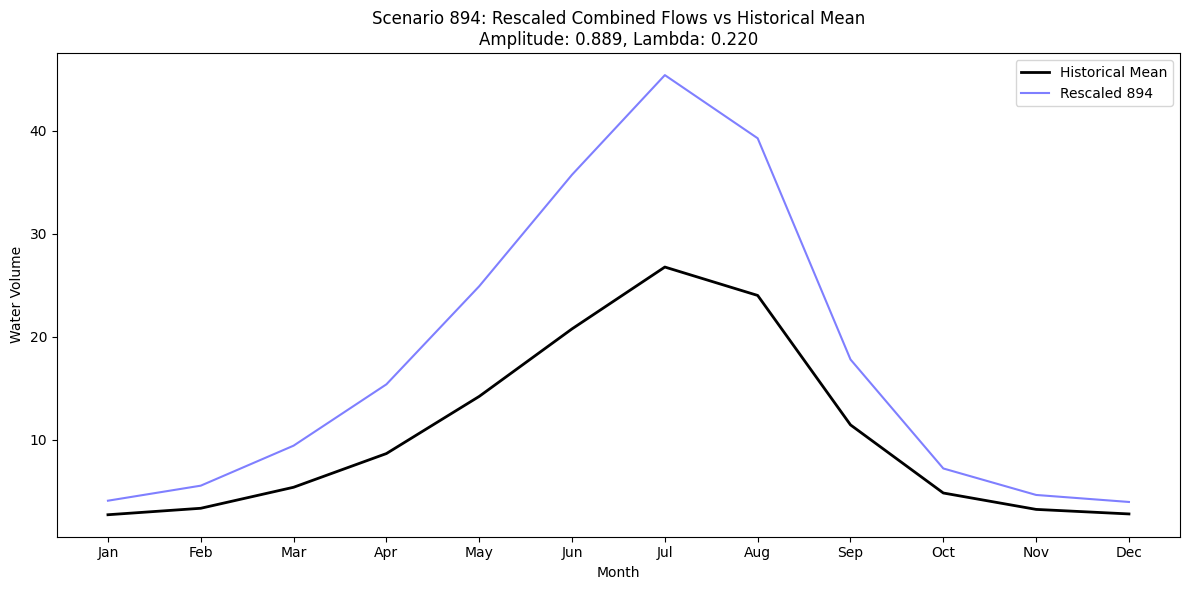 Scenario 894: Rescaled Combined Flows vs Historical Mean
Amplitude: 0.889, Lambda: 0.220
Historical Mean
Rescaled 894
Water Volume
40
30
20
10
Jan Feb Mar Apr May Jun Jul Aug Sep Oct Nov Dec
Month